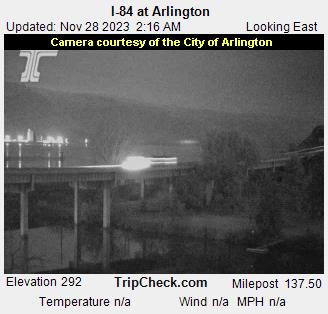 I-84 at Arlington
Updated: Nov 28 2023 2:16 AM Looking East
Camera courtesy of the City of Arlington
Elevation 292 TripCheck.com Milepost 137.50
Temperature n/a Wind n/a MPH n/a